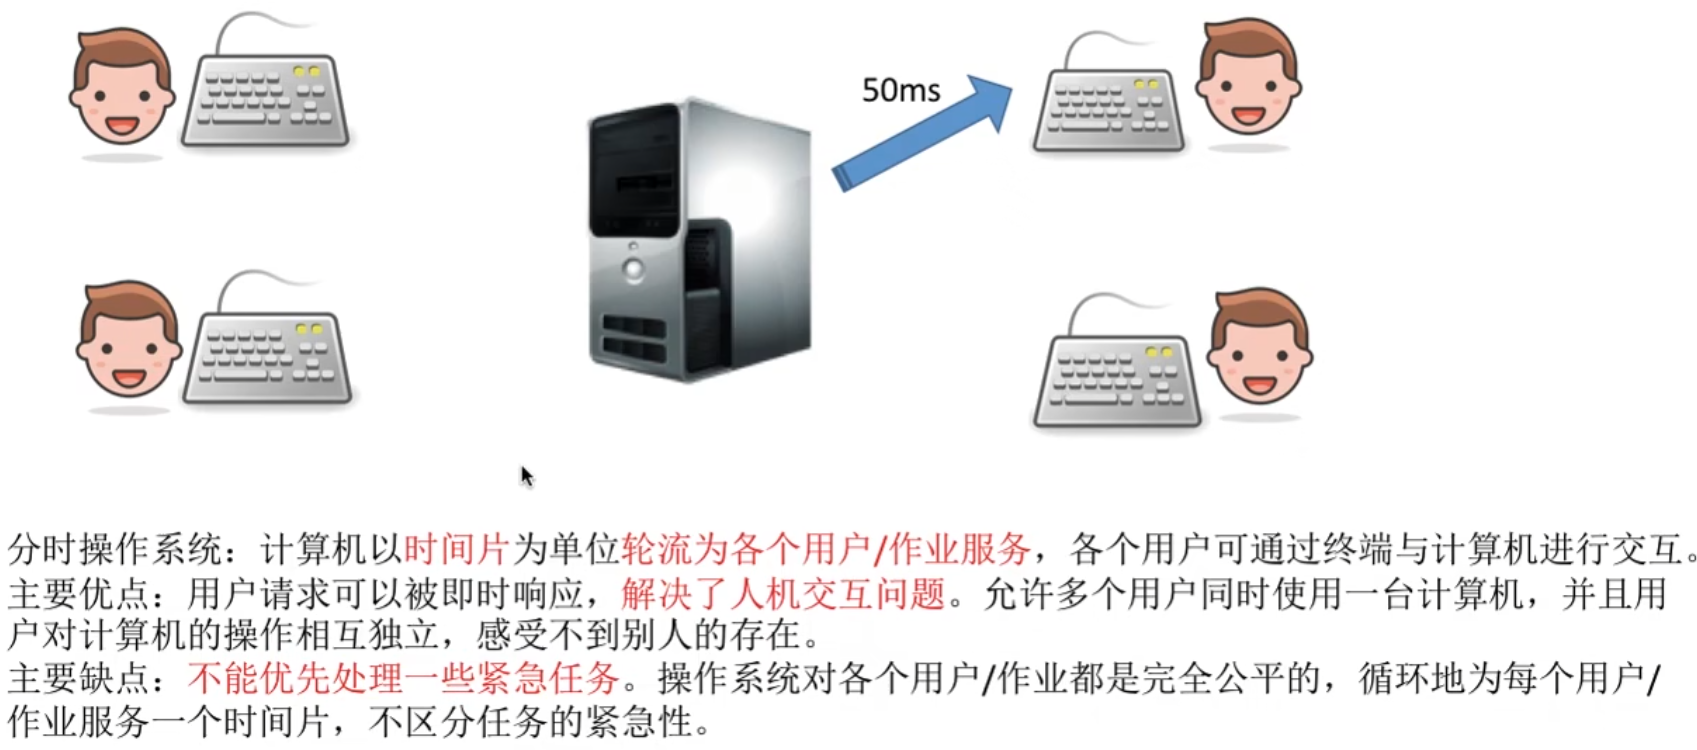 50ms
分时操作系统：计算机以时间片为单位轮流为各个用户/作业服务，各个用户可通过终端与计算机进行交互。
主要优点：用户请求可以被即时响应，解决了人机交互问题。允许多个用户同时使用一台计算机，并且用
户对计算机的操作相互独立，感受不到别人的存在。
主要缺点：不能优先处理一些紧急任务。操作系统对各个用户/作业都是完全公平的，循环地为每个用户/
作业服务一个时间片，不区分任务的紧急性。